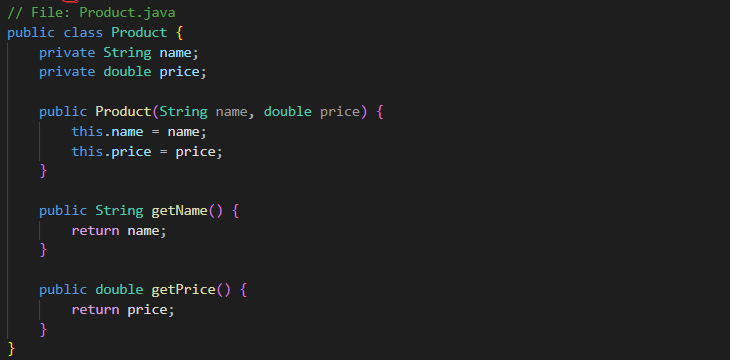 // File: Product.java
public class Product {
    private String name;
    private double price;

    public Product(String name, double price) {
        this.name = name;
        this.price = price;
    }

    public String getName() {
        return name;
    }

    public double getPrice() {
        return price;
    }
}